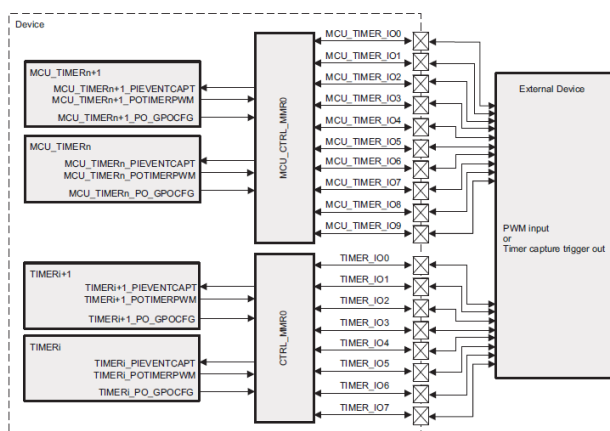 Device
MCU_TIMERn+1
MCU_TIMERn+1_PIEVENTCAPT
MCU_TIMERn+1_POTIMERPWM
MCU_TIMERn+1_PO_GPOCFG
MCU_TIMERn
MCU_TIMERn_PIEVENTCAPT
MCU_TIMERn_POTIMERPWM
MCU_TIMERn_PO_GPOCFG
MCU_CTRL_MMR0
MCU_TIMER_IO0
MCU_TIMER_IO1
MCU_TIMER_IO2
MCU_TIMER_IO3
MCU_TIMER_IO4
MCU_TIMER_IO5
MCU_TIMER_IO6
MCU_TIMER_IO7
MCU_TIMER_IO8
MCU_TIMER_IO9
TIMERi+1
TIMERi+1_PIEVENTCAPT
TIMERi+1_POTIMERPWM
TIMERi+1_PO_GPOCFG
TIMERi
TIMERi_PIEVENTCAPT
TIMERi_POTIMERPWM
TIMERi_PO_GPOCFG
CTRL_MMR0
TIMER_IO0
TIMER_IO1
TIMER_IO2
TIMER_IO3
TIMER_IO4
TIMER_IO5
TIMER_IO6
TIMER_IO7
External Device
PWM input
or
Timer capture trigger out